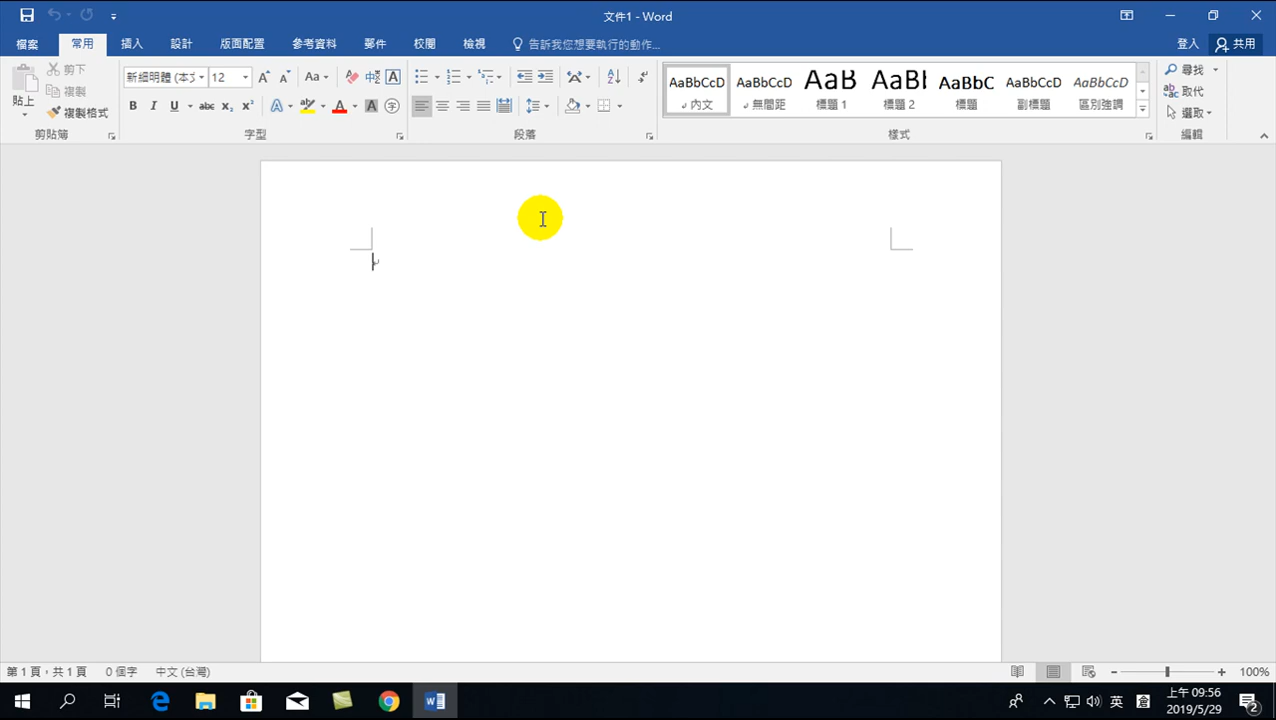 文件1 - Word
檔案 常用 插入 設計 版面配置 參考資料 郵件 校閱 檢視 告訴我您想要執行的動作... 登入 共用
貼上 剪下 複製 複製格式
新細明體 (本文 12 Aa
B I U abc x₂ x² A A A 字
AaBbCcD AaBbCcD AaB AaBl AaBbC AaBbCcD AaBbCcD
內文 無間距 標題 1 標題 2 標題 副標題 區別強調
尋找 取代 選取
剪貼簿 字型 段落 樣式 編輯
第 1 頁，共 1 頁 0 個字 中文 (台灣) 100%
英 上午 09:56
2019/5/29 2